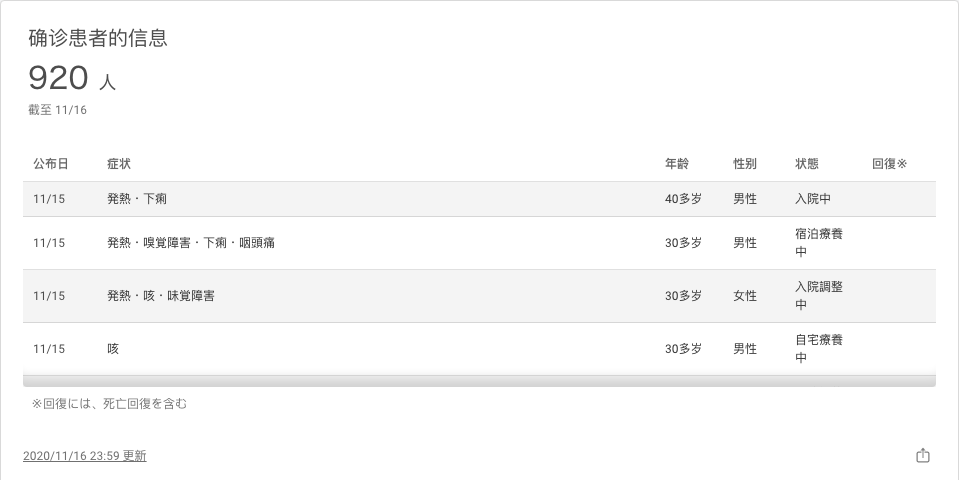 确诊患者的信息
920 人
截至 11/16
公布日 症状 年龄 性别 状態 回復※
11/15 発熱・下痢 40多岁 男性 入院中
11/15 発熱・嗅覚障害・下痢・咽頭痛 30多岁 男性 宿泊療養
中
11/15 発熱・咳・味覚障害 30多岁 女性 入院調整
中
11/15 咳 30多岁 男性 自宅療養
中
※回復には、死亡回復を含む
2020/11/16 23:59 更新